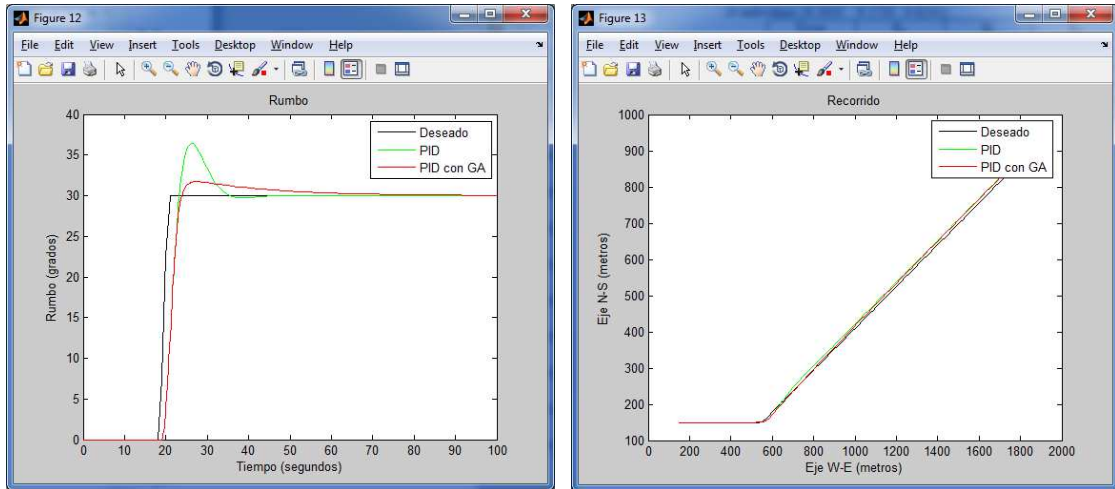 Figure 12
File Edit View Insert Tools Desktop Window Help
Rumbo
Deseado
PID
PID con GA
Rumbo (grados)
40
35
30
25
20
15
10
5
0
0 10 20 30 40 50 60 70 80 90 100
Tiempo (segundos)
Figure 13
File Edit View Insert Tools Desktop Window Help
Recorrido
Deseado
PID
PID con GA
Eje N-S (metros)
1000
900
800
700
600
500
400
300
200
100
0 200 400 600 800 1000 1200 1400 1600 1800 2000
Eje W-E (metros)